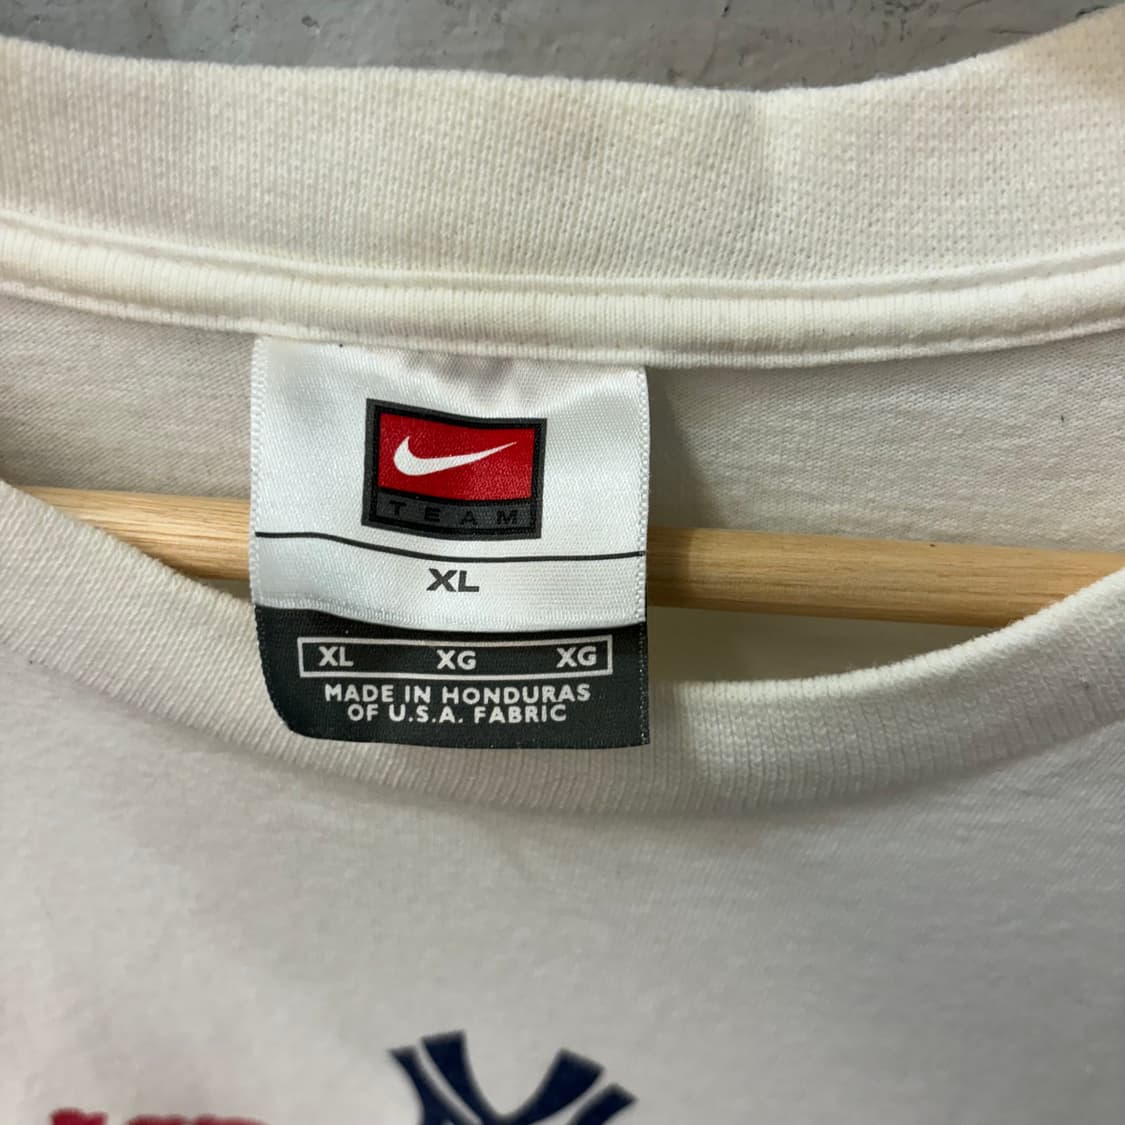 TEAM
XL
XL XG XG
MADE IN HONDURAS
OF U.S.A. FABRIC